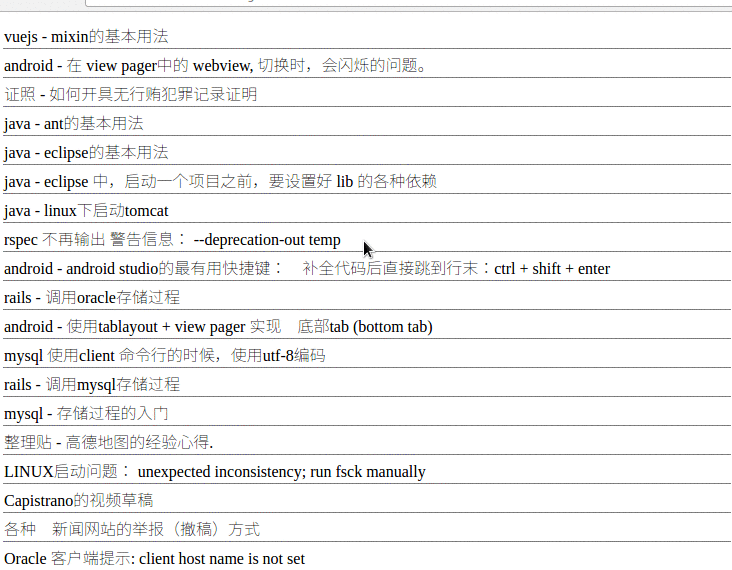 vuejs - mixin的基本用法
android - 在 view pager中的 webview, 切换时，会闪烁的问题。
证照 - 如何开具无行贿犯罪记录证明
java - ant的基本用法
java - eclipse的基本用法
java - eclipse 中，启动一个项目之前，要设置好 lib 的各种依赖
java - linux下启动tomcat
rspec 不再输出 警告信息： --deprecation-out temp
android - android studio的最有用快捷键：　补全代码后直接跳到行末：ctrl + shift + enter
rails - 调用oracle存储过程
android - 使用tablayout + view pager 实现　底部tab (bottom tab)
mysql 使用client 命令行的时候，使用utf-8编码
rails - 调用mysql存储过程
mysql - 存储过程的入门
整理贴 - 高德地图的经验心得.
LINUX启动问题： unexpected inconsistency; run fsck manually
Capistrano的视频草稿
各种　新闻网站的举报（撤稿）方式
Oracle 客户端提示: client host name is not set